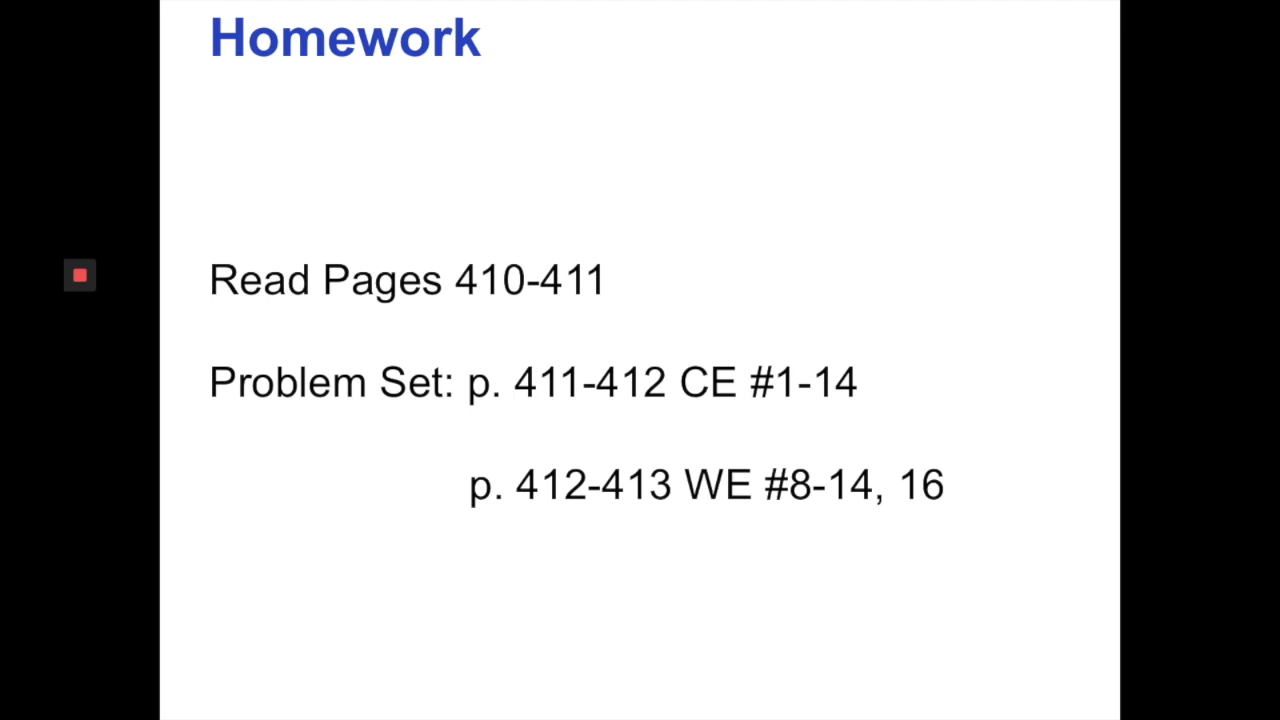 Homework
Read Pages 410-411
Problem Set: p. 411-412 CE #1-14
p. 412-413 WE #8-14, 16